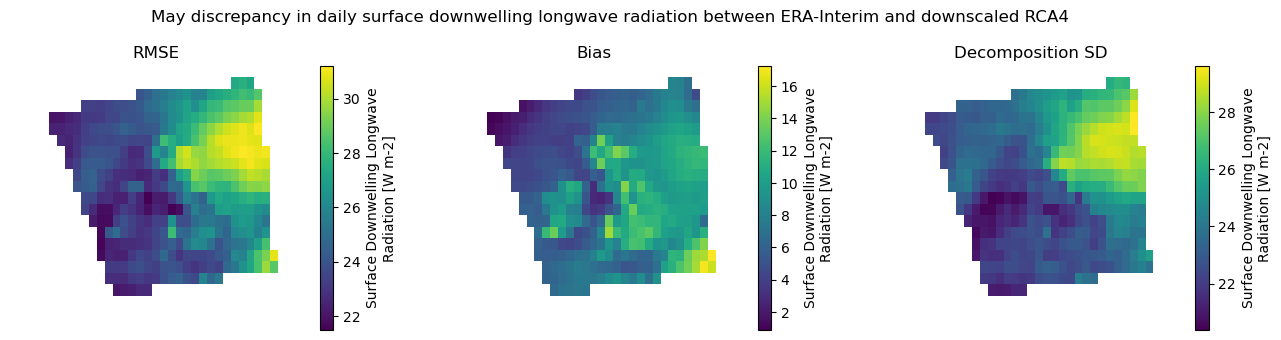 May discrepancy in daily surface downwelling longwave radiation between ERA-Interim and downscaled RCA4
RMSE
30
28
26
24
22
Surface Downwelling Longwave
Radiation [W m-2]
Bias
16
14
12
10
8
6
4
2
Surface Downwelling Longwave
Radiation [W m-2]
Decomposition SD
28
26
24
22
Surface Downwelling Longwave
Radiation [W m-2]